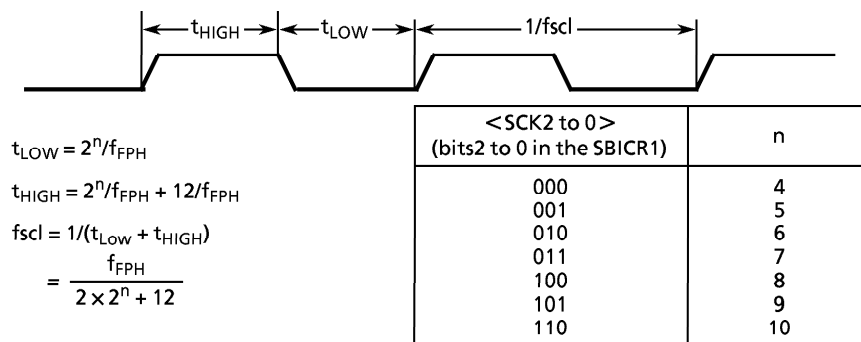 tHIGH tLOW 1/fscl
tLOW = 2ⁿ/fFPH
tHIGH = 2ⁿ/fFPH + 12/fFPH
fscl = 1/(tLow + tHIGH)
= fFPH / 2 × 2ⁿ + 12
<SCK2 to 0> n
(bits2 to 0 in the SBICR1)
000 4
001 5
010 6
011 7
100 8
101 9
110 10